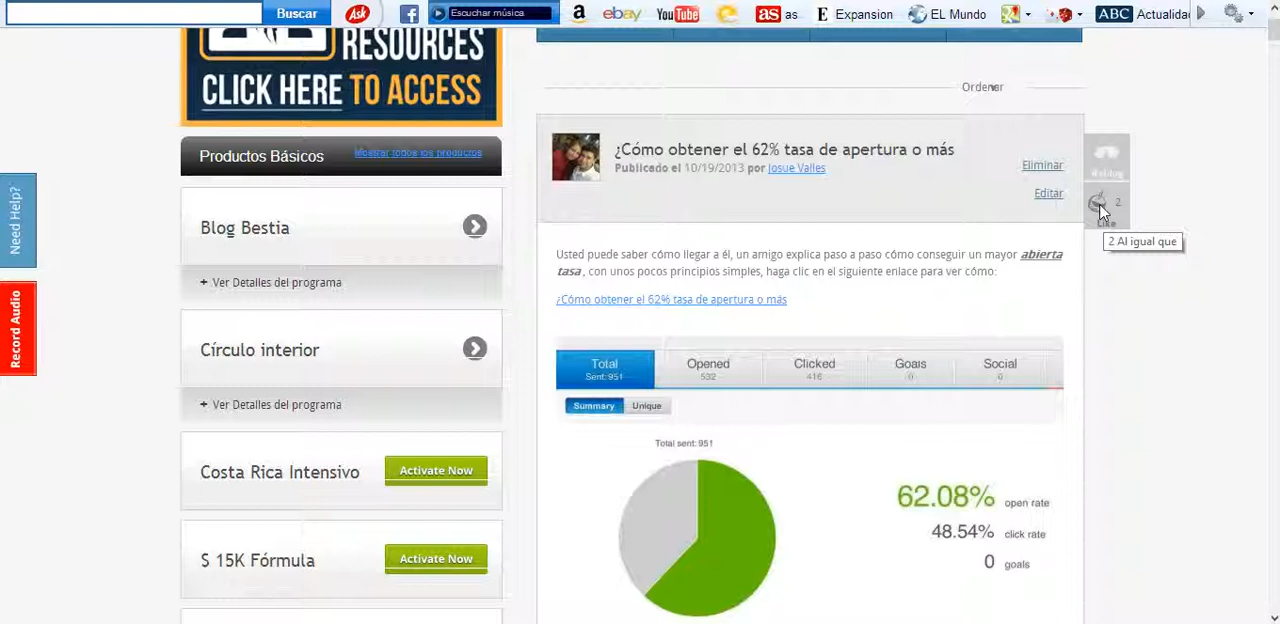 Buscar
Ask
Escuchar música
a
ebay
YouTube
as as
E Expansion
EL Mundo
ABC Actualidad
RESOURCES
CLICK HERE TO ACCESS
Ordenar
Productos Básicos
Mostrar todos los productos
Need Help?
Record Audio
Blog Bestia
+ Ver Detalles del programa
Círculo interior
+ Ver Detalles del programa
Costa Rica Intensivo
Activate Now
$ 15K Fórmula
Activate Now
¿Cómo obtener el 62% tasa de apertura o más
Publicado el 10/19/2013 por Josue Valles
Eliminar
Editar
2
Like
2 Al igual que
Usted puede saber cómo llegar a él, un amigo explica paso a paso cómo conseguir un mayor abierta
tasa , con unos pocos principios simples, haga clic en el siguiente enlace para ver cómo:
¿Cómo obtener el 62% tasa de apertura o más
Total Opened Clicked Goals Social
Sent: 951 532 416 0 0
Summary Unique
Total sent: 951
62.08% open rate
48.54% click rate
0 goals